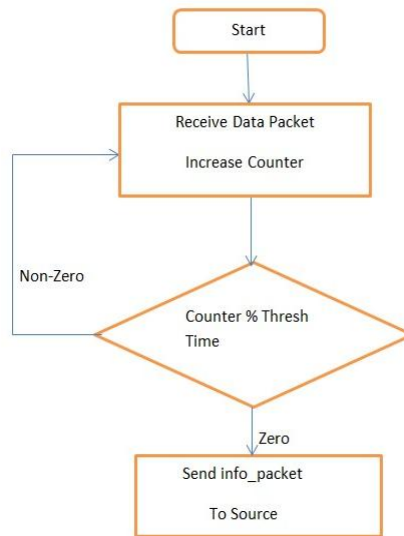 Start
Receive Data Packet
Increase Counter
Non-Zero
Counter % Thresh
Time
Zero
Send info_packet
To Source